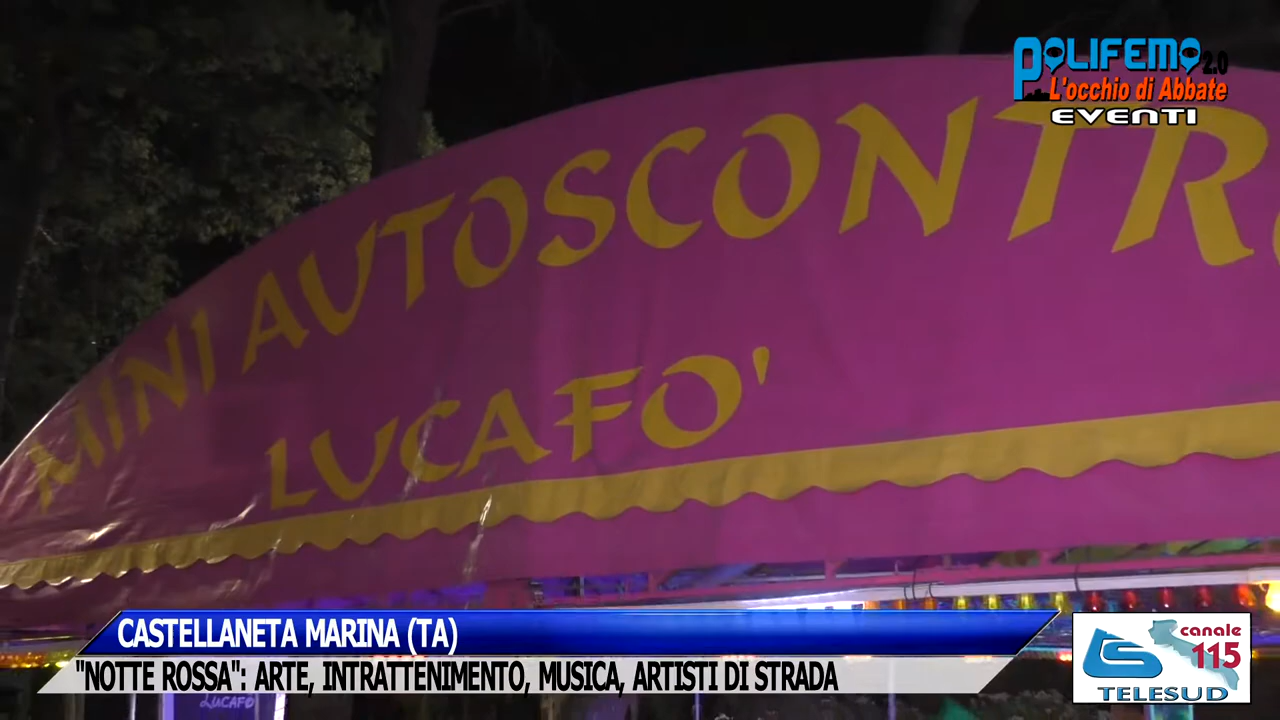 POLIFEMO 2.0
L'occhio di Abbate
EVENTI
MINI AUTOSCONTR
LUCAFO'
CASTELLANETA MARINA (TA)
"NOTTE ROSSA": ARTE, INTRATTENIMENTO, MUSICA, ARTISTI DI STRADA
canale
115
TELESUD
LUCAFO'